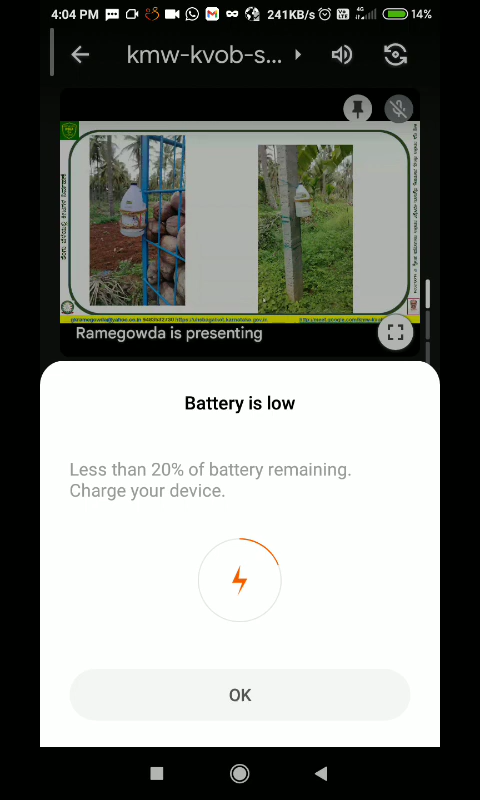 4:04 PM
241KB/s
4G
14%
kmw-kvob-s...
Ramegowda is presenting
Battery is low
Less than 20% of battery remaining.
Charge your device.
OK